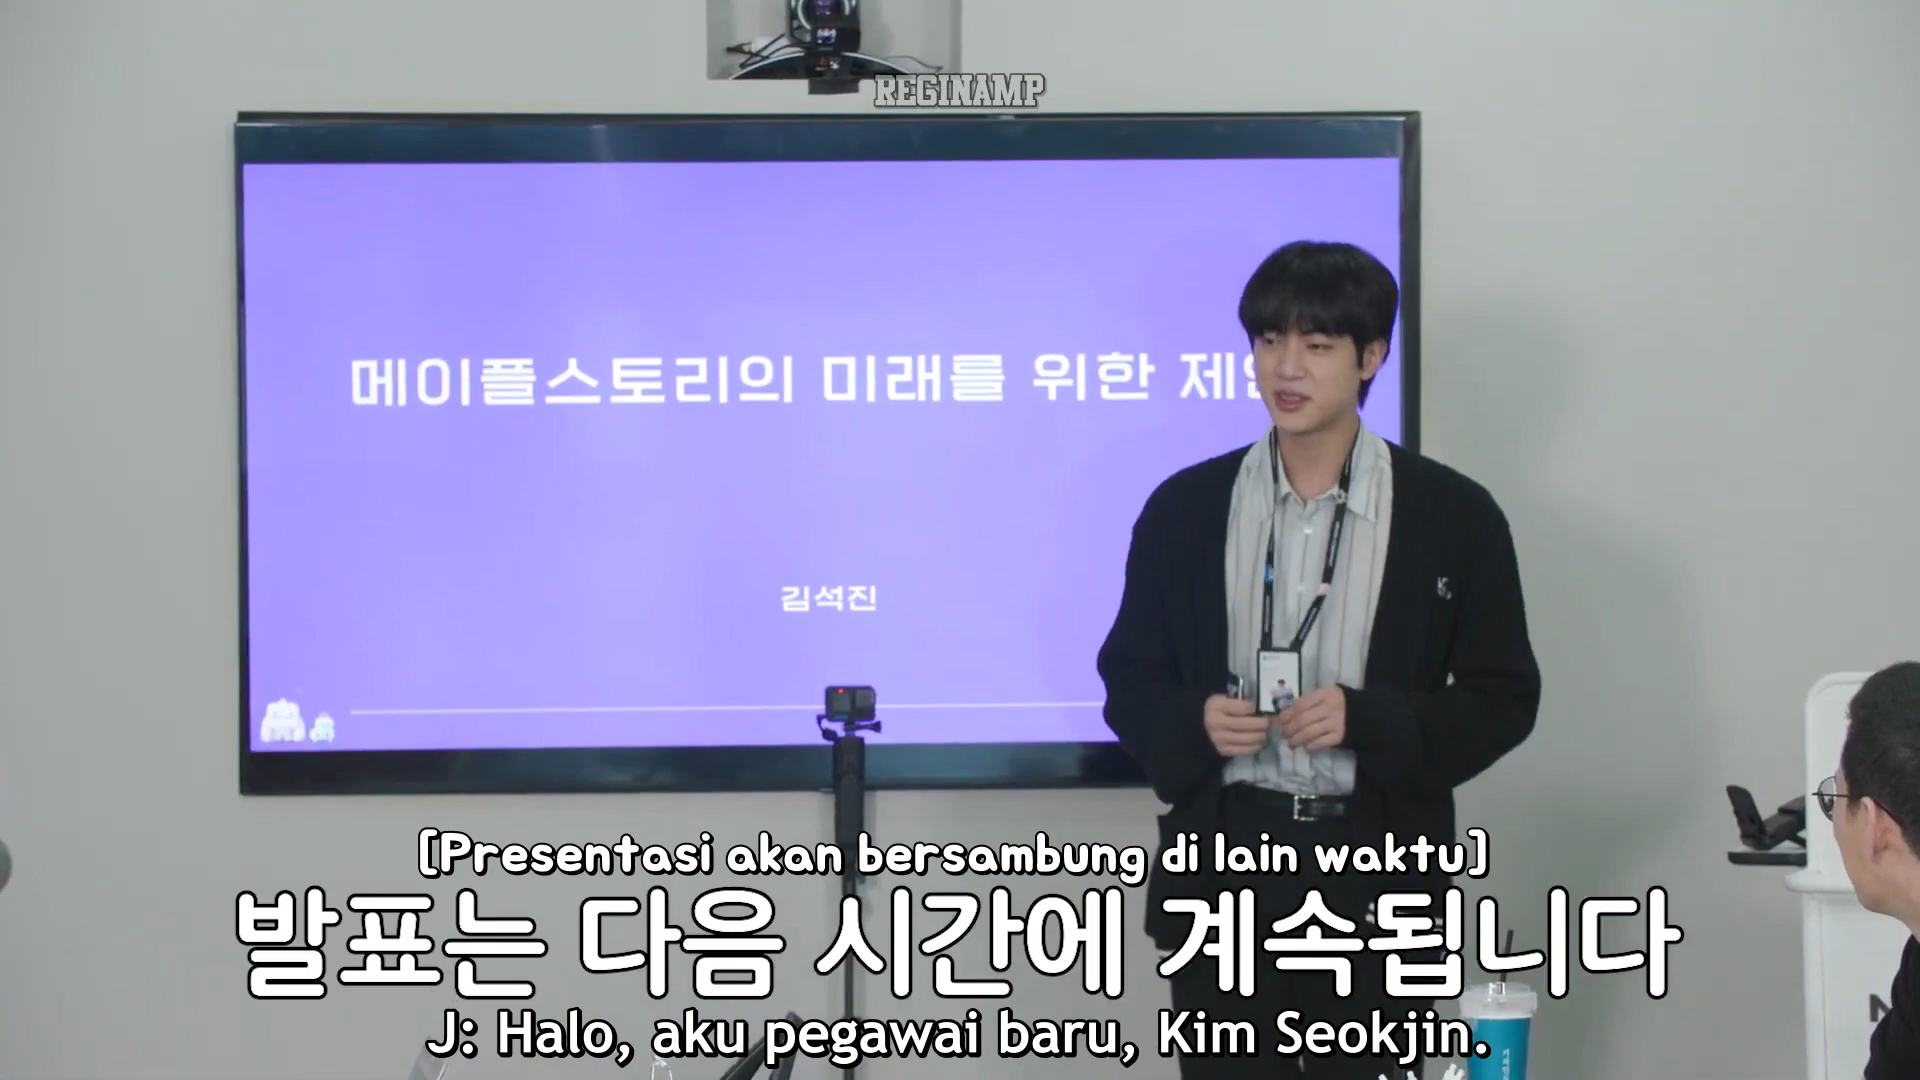 REGINAMP
메이플스토리의 미래를 위한
김석진
[Presentasi akan bersambung di lain waktu]
발표는 다음 시간에 계속됩니다
J: Halo, aku pegawai baru, Kim Seokjin.